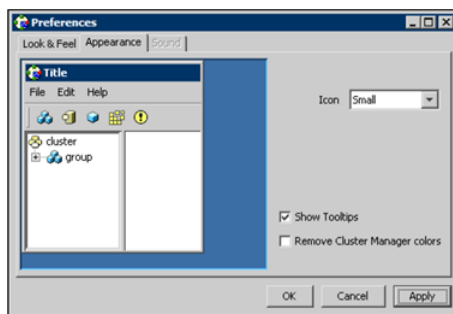 Preferences
Look & Feel Appearance Sound
Title
File Edit Help
cluster
group
Icon Small
Show Tooltips
Remove Cluster Manager colors
OK Cancel Apply